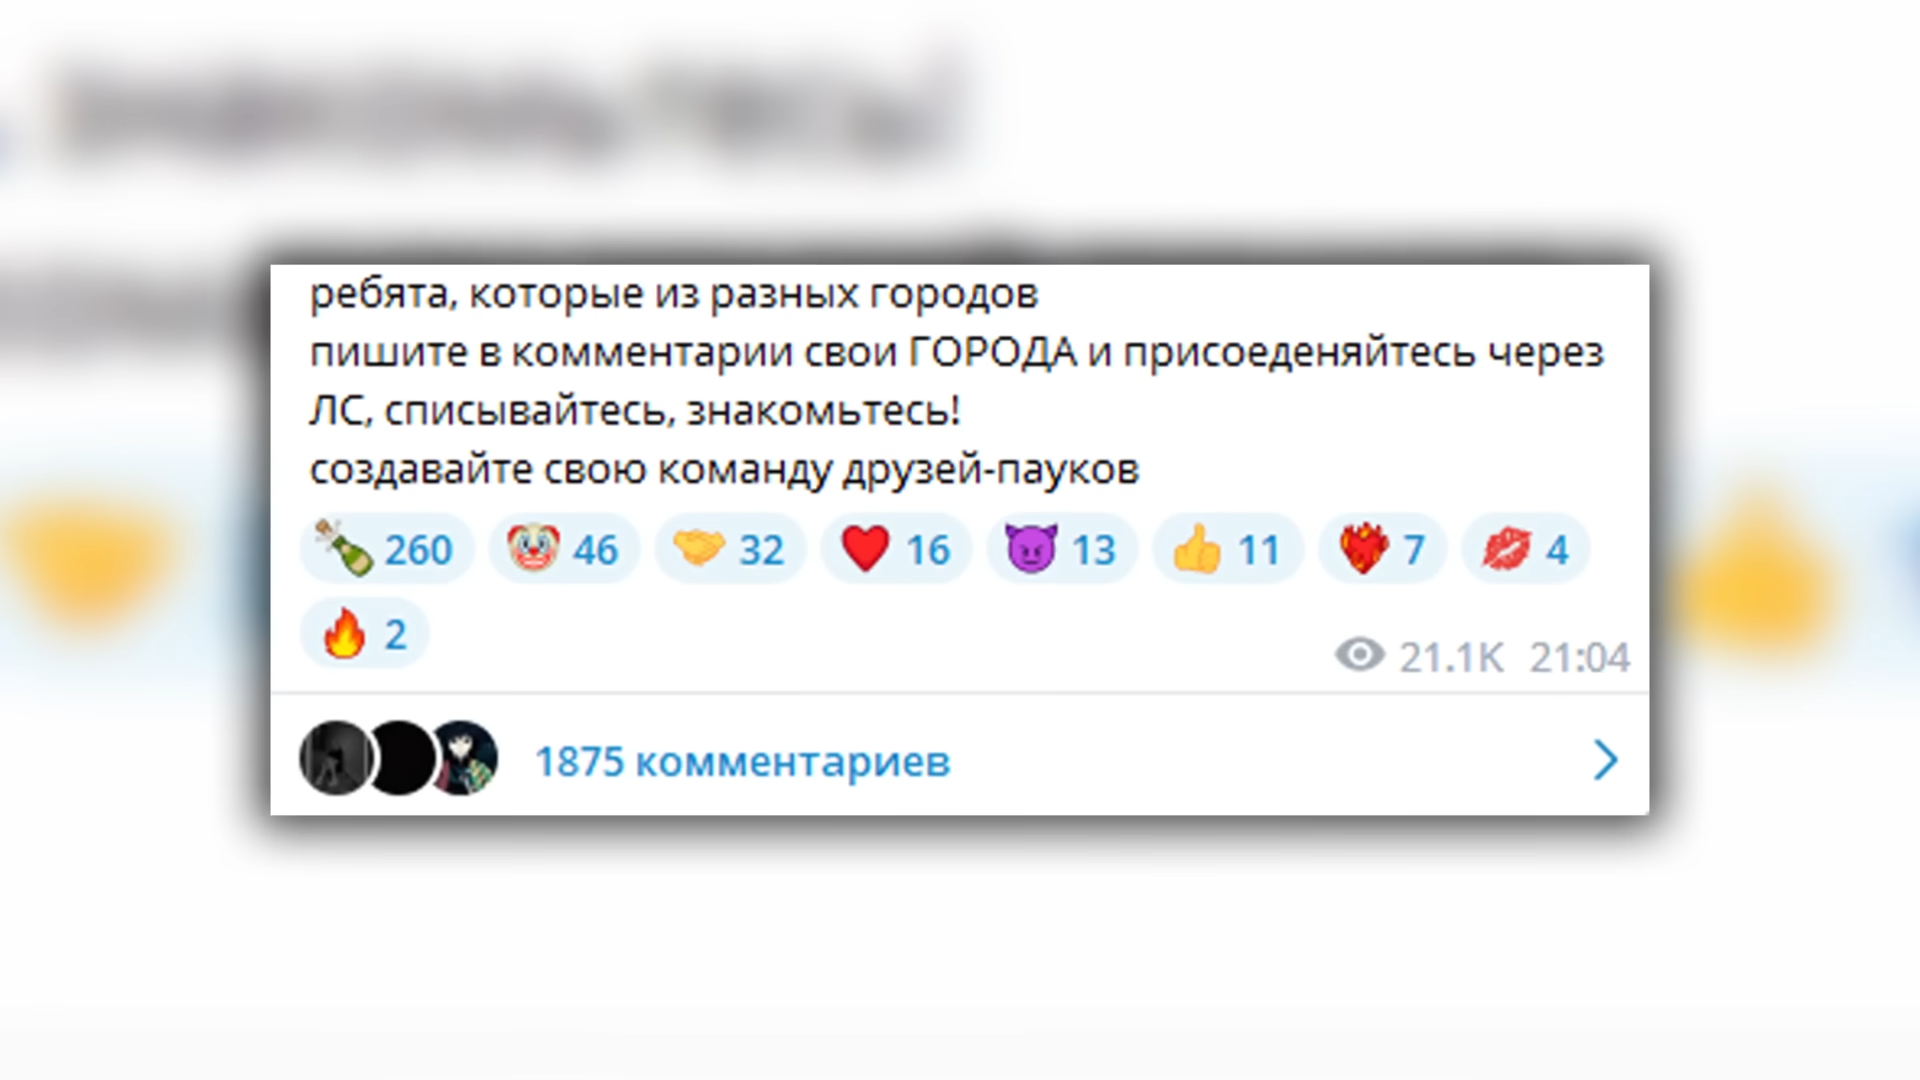 ребята, которые из разных городов
пишите в комментарии свои ГОРОДА и присоеденяйтесь через
ЛС, списывайтесь, знакомьтесь!
создавайте свою команду друзей-пауков
260 46 32 16 13 11 7 4
2
21.1K 21:04
1875 комментариев